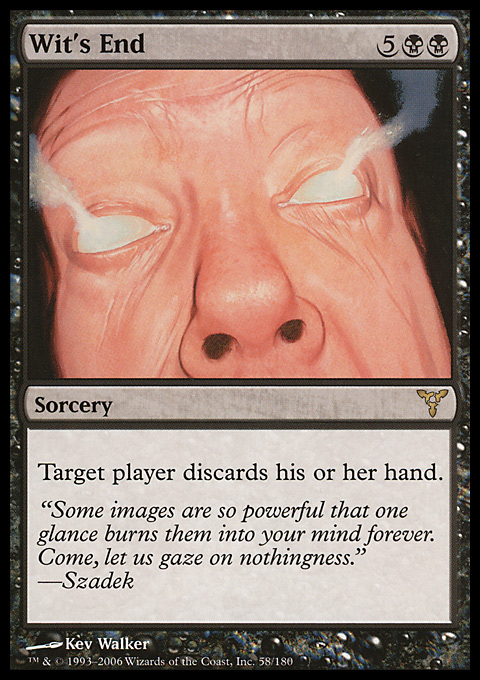 Wit's End 5
Sorcery
Target player discards his or her hand.
“Some images are so powerful that one
glance burns them into your mind forever.
Come, let us gaze on nothingness.”
—Szadek
Kev Walker
™ & © 1993–2006 Wizards of the Coast, Inc. 58/180